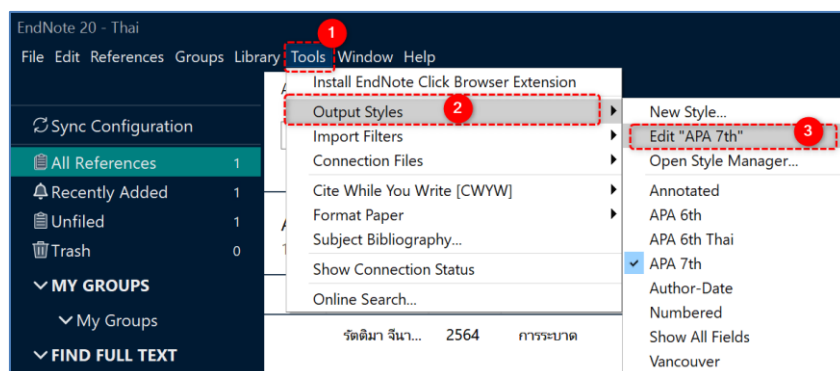 EndNote 20 - Thai
1
File Edit References Groups Library Tools Window Help
Install EndNote Click Browser Extension
Output Styles 2
Import Filters
Connection Files
Cite While You Write [CWYW]
Format Paper
Subject Bibliography...
Show Connection Status
Online Search...
New Style...
Edit "APA 7th" 3
Open Style Manager...
Annotated
APA 6th
APA 6th Thai
APA 7th
Author-Date
Numbered
Show All Fields
Vancouver
Sync Configuration
All References 1
Recently Added 1
Unfiled 1
Trash 0
MY GROUPS
My Groups
FIND FULL TEXT
รัตติมา จีนา... 2564 การระบาด